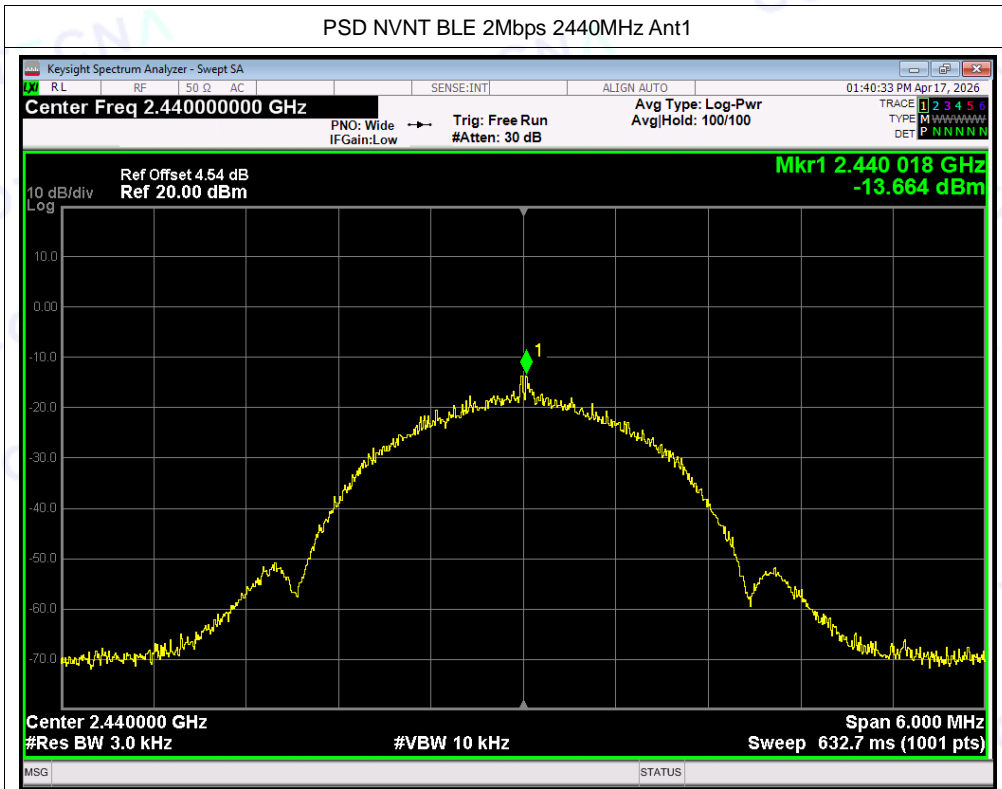 PSD NVNT BLE 2Mbps 2440MHz Ant1
Keysight Spectrum Analyzer - Swept SA
LXI RL RF 50 Ω AC SENSE:INT ALIGN AUTO 01:40:33 PM Apr 17, 2026
Center Freq 2.440000000 GHz Avg Type: Log-Pwr TRACE 1 2 3 4 5 6
PNO: Wide Trig: Free Run Avg|Hold: 100/100 TYPE M WWWWW
IFGain:Low #Atten: 30 dB DET P N N N N N
Mkr1 2.440 018 GHz
Ref Offset 4.54 dB -13.664 dBm
10 dB/div Ref 20.00 dBm
Log
10.0
0.00
1
-10.0
-20.0
-30.0
-40.0
-50.0
-60.0
-70.0
Center 2.440000 GHz Span 6.000 MHz
#Res BW 3.0 kHz #VBW 10 kHz Sweep 632.7 ms (1001 pts)
MSG STATUS